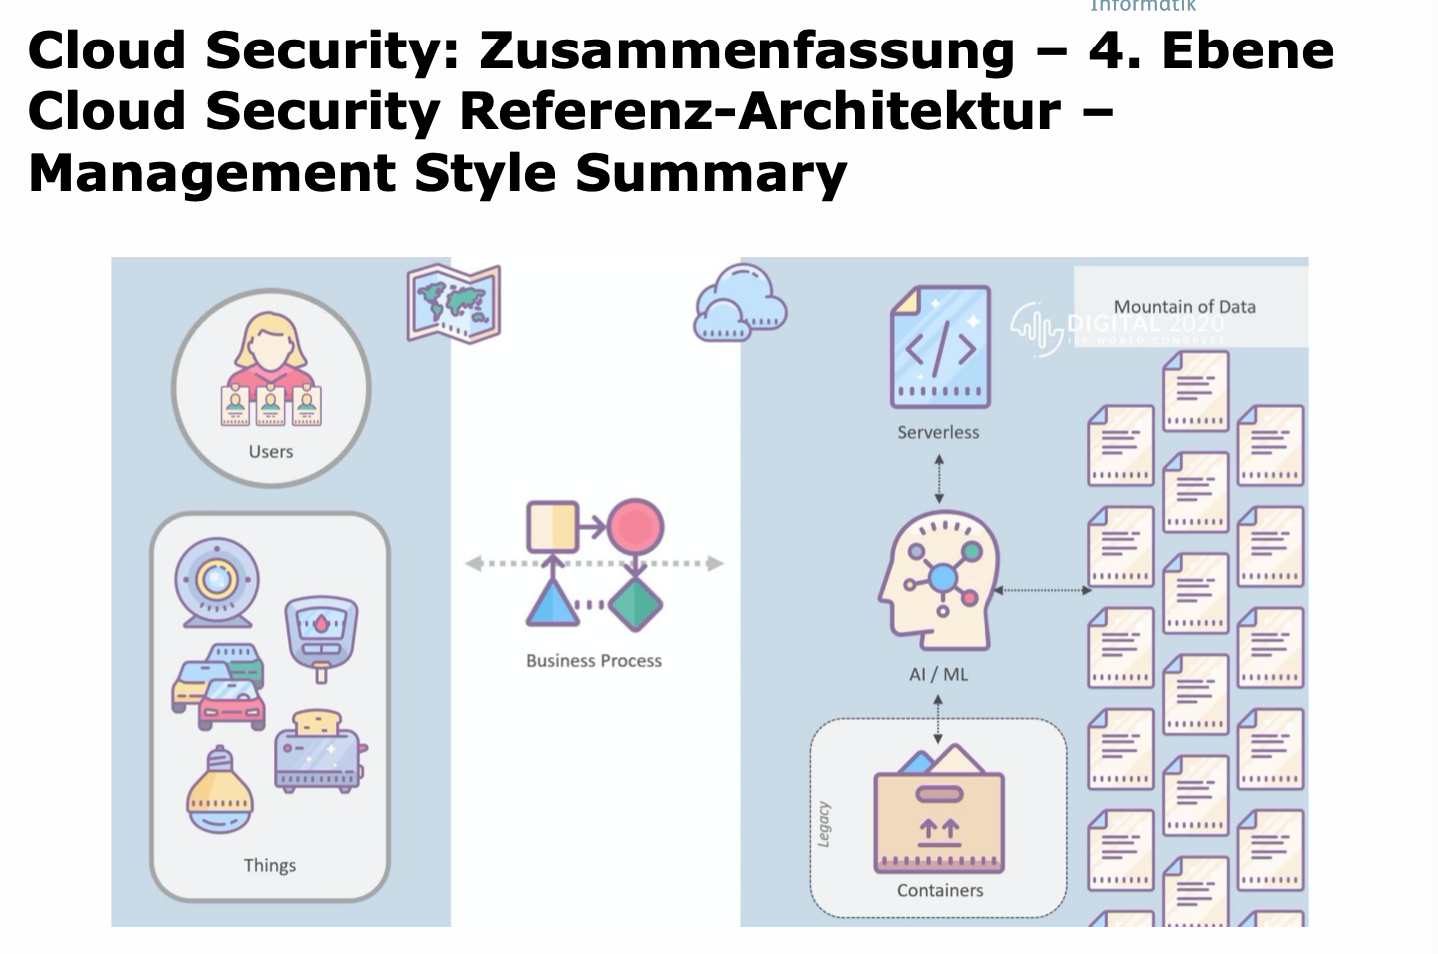 Informatik
Cloud Security: Zusammenfassung – 4. Ebene
Cloud Security Referenz-Architektur –
Management Style Summary
Mountain of Data
DIGITAL 2020
ISF WORLD CONGRESS
Users
Serverless
Business Process
AI / ML
Legacy
Things
Containers